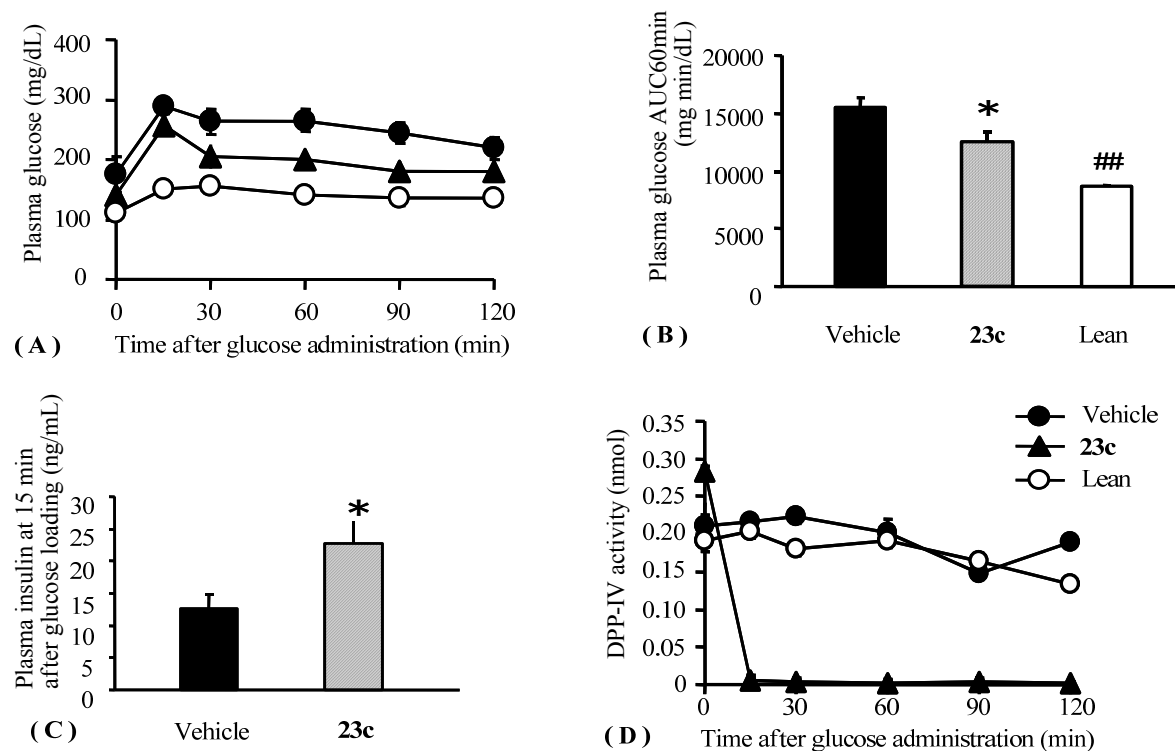 Plasma glucose (mg/dL)
400
300
200
100
0
0 30 60 90 120
( A ) Time after glucose administration (min)
Plasma glucose AUC60min
(mg min/dL)
20000
15000
10000
5000
0
*
##
Vehicle 23c Lean
( B )
Plasma insulin at 15 min
after glucose loading (ng/mL)
30
25
20
15
10
5
0
*
Vehicle 23c
( C )
DPP-IV activity (nmol)
0.35
0.30
0.25
0.20
0.15
0.10
0.05
0
Vehicle
23c
Lean
0 30 60 90 120
( D ) Time after glucose administration (min)